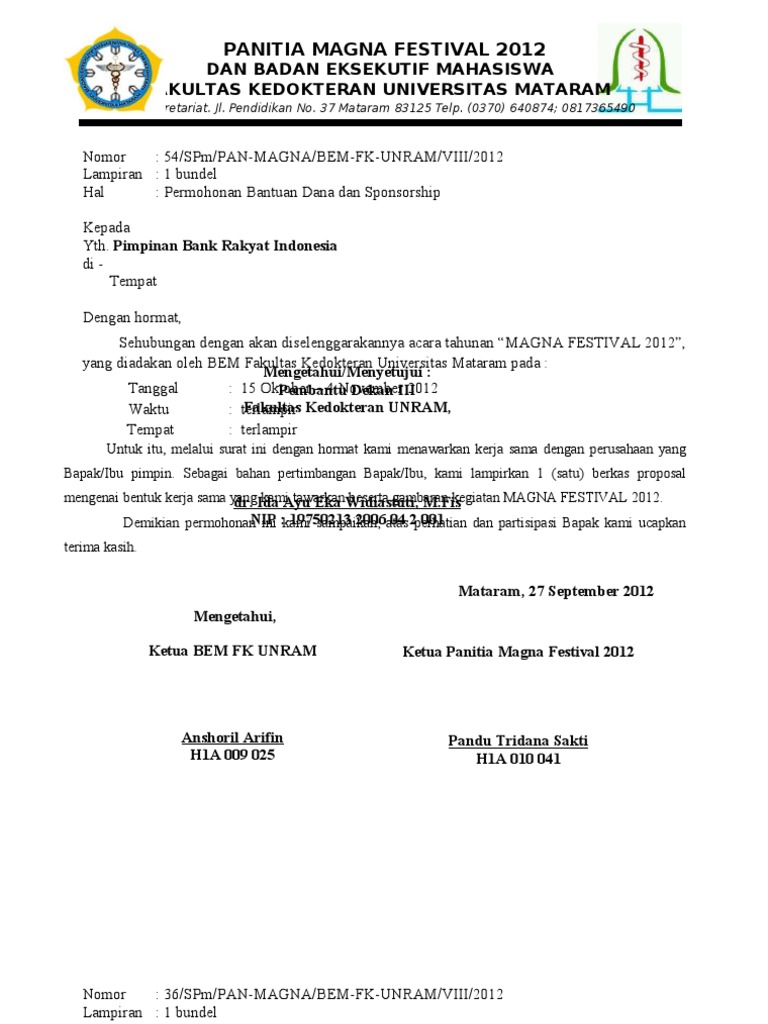 PANITIA MAGNA FESTIVAL 2012
DAN BADAN EKSEKUTIF MAHASISWA
AKULTAS KEDOKTERAN UNIVERSITAS MATARAM
retariat. Jl. Pendidikan No. 37 Mataram 83125 Telp. (0370) 640874; 0817365490
Nomor : 54/SPm/PAN-MAGNA/BEM-FK-UNRAM/VIII/2012
Lampiran : 1 bundel
Hal : Permohonan Bantuan Dana dan Sponsorship
Kepada
Yth. Pimpinan Bank Rakyat Indonesia
di -
Tempat
Dengan hormat,
Sehubungan dengan akan diselenggarakannya acara tahunan “MAGNA FESTIVAL 2012”,
yang diadakan oleh BEM Fakultas Kedokteran Universitas Mataram pada :
Mengetahui/Menyetujui :
Tanggal : 15 Oktober – 4 November 2012
Pembantu Dekan III
Waktu : terlampir
Fakultas Kedokteran UNRAM,
Tempat : terlampir
Untuk itu, melalui surat ini dengan hormat kami menawarkan kerja sama dengan perusahaan yang
Bapak/Ibu pimpin. Sebagai bahan pertimbangan Bapak/Ibu, kami lampirkan 1 (satu) berkas proposal
mengenai bentuk kerja sama yang kami tawarkan beserta gambaran kegiatan MAGNA FESTIVAL 2012.
dr. Ida Ayu Eka Widiastuti, M.Fis
NIP : 19750213 2006 04 2 001
Demikian permohonan ini kami sampaikan, atas perhatian dan partisipasi Bapak kami ucapkan
terima kasih.
Mataram, 27 September 2012
Mengetahui,
Ketua BEM FK UNRAM
Ketua Panitia Magna Festival 2012
Anshoril Arifin
H1A 009 025
Pandu Tridana Sakti
H1A 010 041
Nomor : 36/SPm/PAN-MAGNA/BEM-FK-UNRAM/VIII/2012
Lampiran : 1 bundel